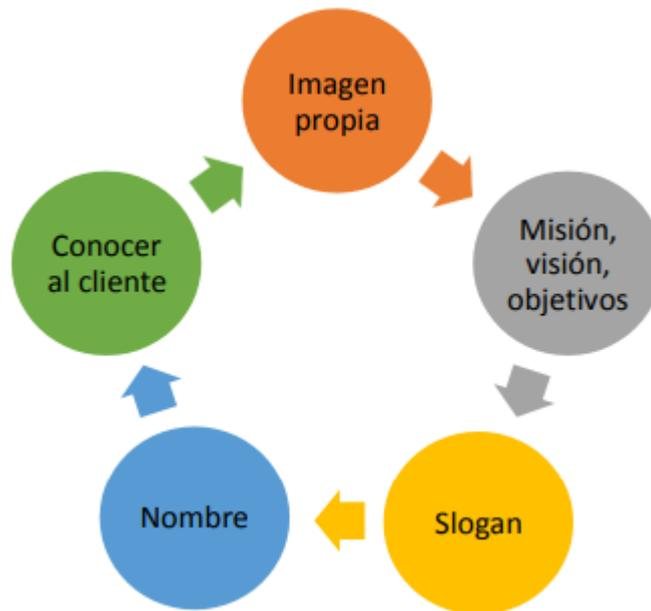 Imagen
propia
Misión,
visión,
objetivos
Slogan
Nombre
Conocer
al cliente